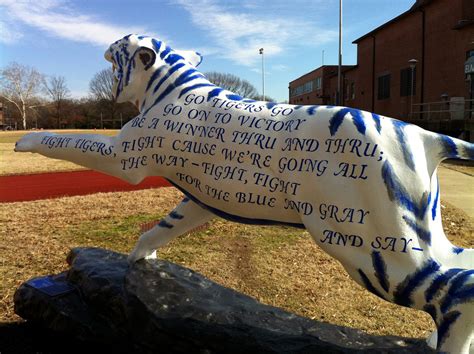 GO TIGERS GO
GO ON TO VICTORY
BE A WINNER THRU AND THRU;
FIGHT TIGERS, FIGHT CAUSE WE'RE GOING ALL
THE WAY-FIGHT, FIGHT
FOR THE BLUE AND GRAY
AND SAY-